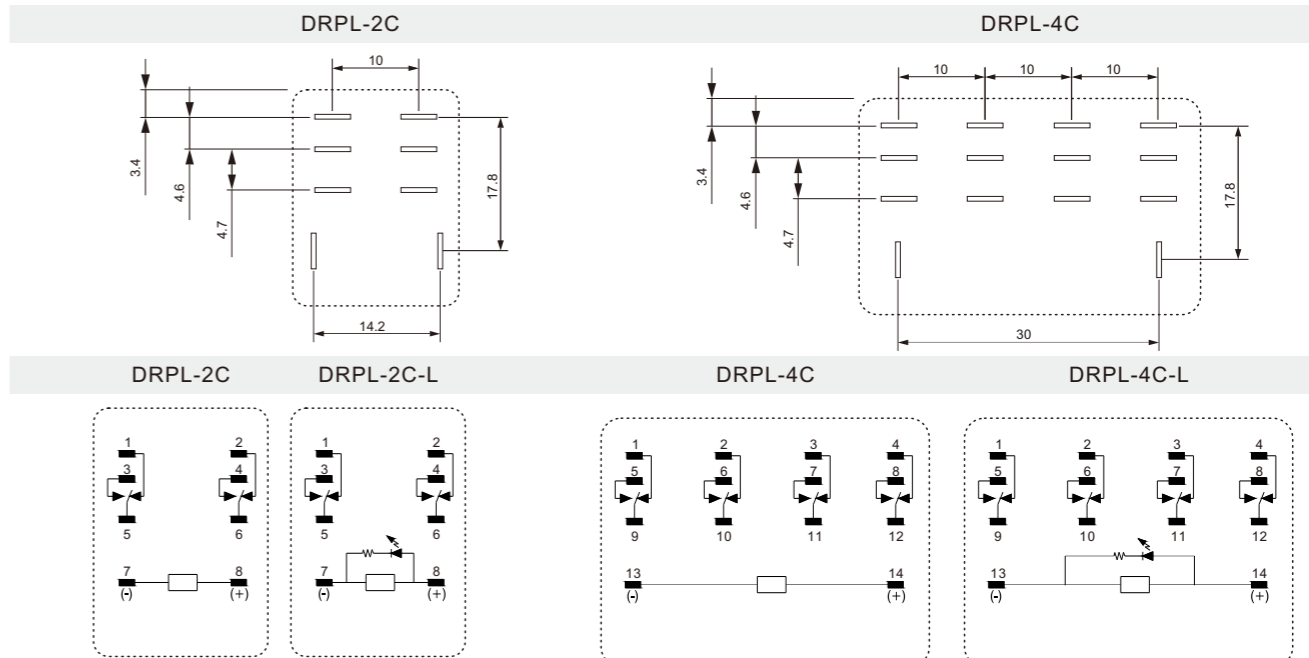 DRPL-2C DRPL-4C
10 10 10 10
3.4 4.6 4.7 17.8 3.4 4.6 4.7 17.8
14.2 30
DRPL-2C DRPL-2C-L DRPL-4C DRPL-4C-L
1 2 1 2 1 2 3 4 1 2 3 4
3 4 3 4 5 6 7 8 5 6 7 8
5 6 5 6 9 10 11 12 9 10 11 12
7 8 7 8 13 14 13 14
(-) (+) (-) (+) (-) (+) (-) (+)